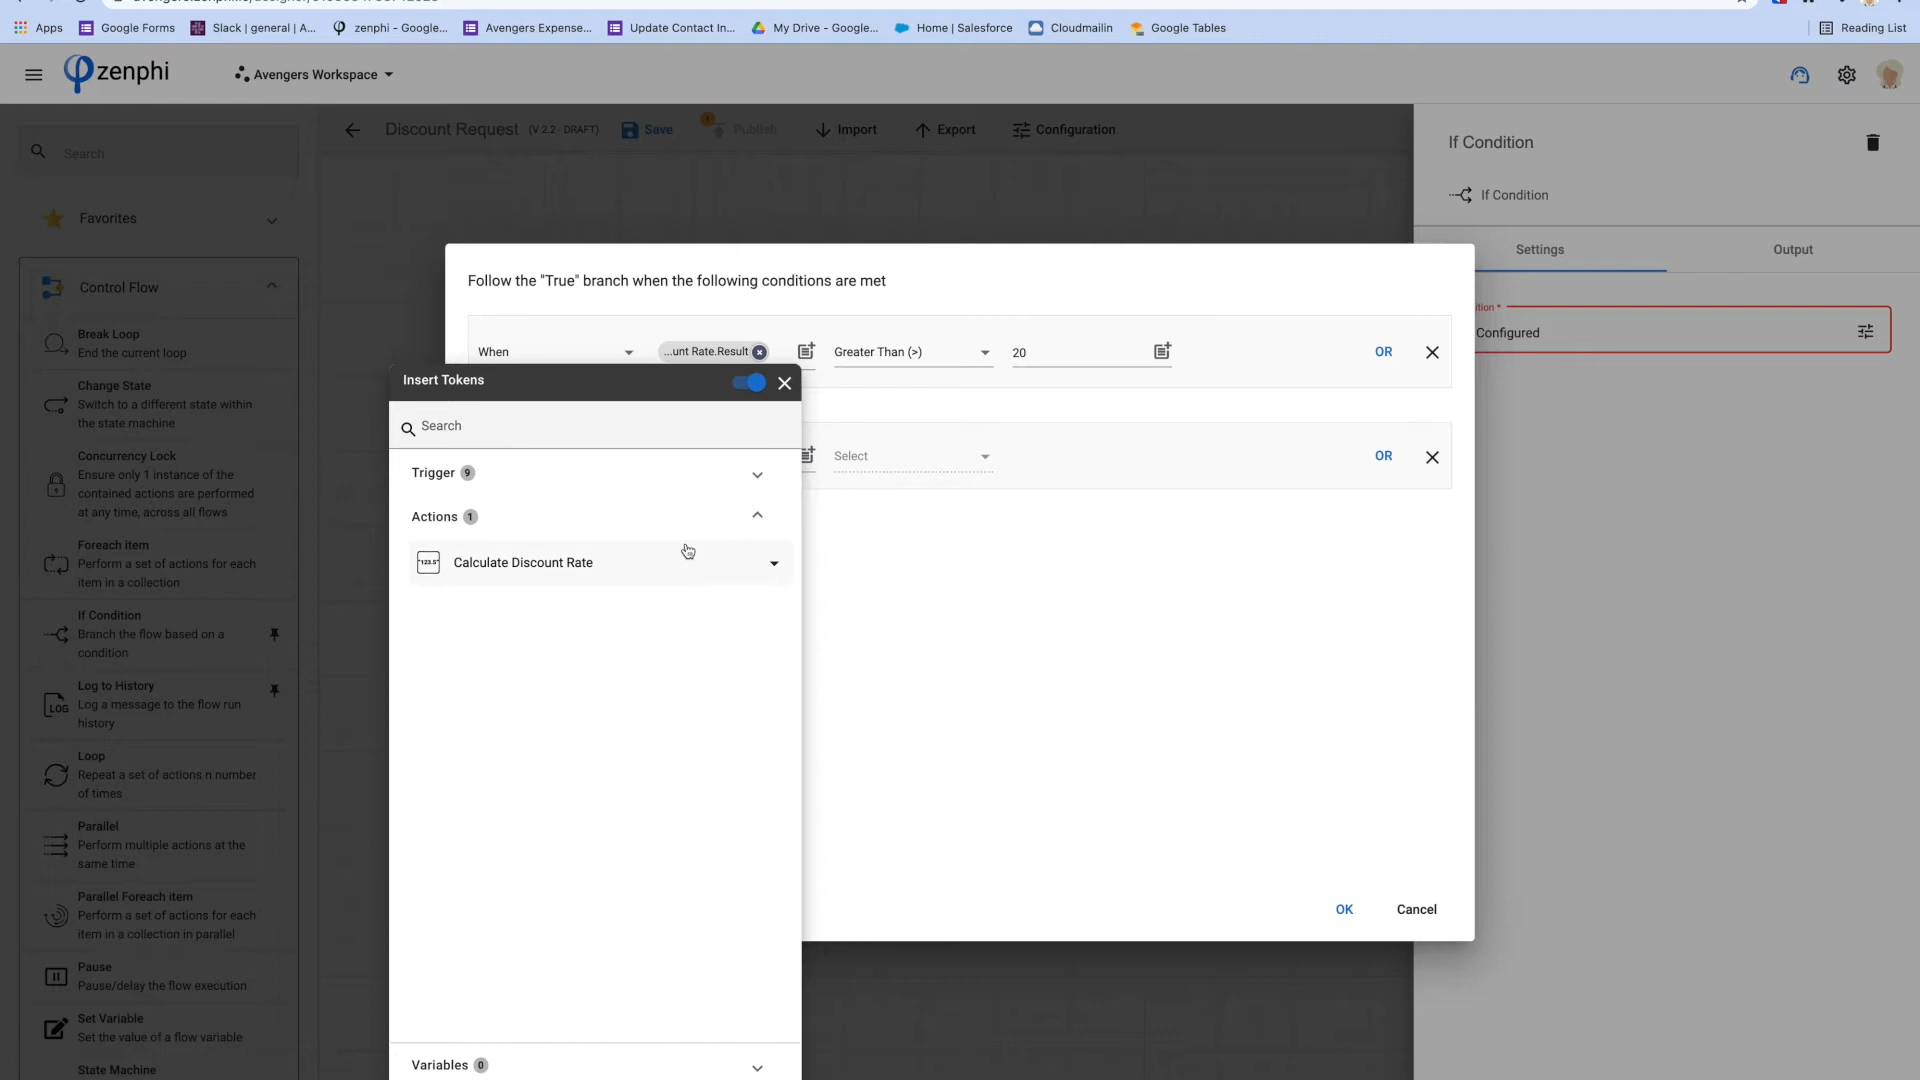 Apps
Google Forms
Slack | general | A...
zenphi - Google...
Avengers Expense...
Update Contact In...
My Drive - Google...
Home | Salesforce
Cloudmailin
Google Tables
Reading List
zenphi
Avengers Workspace
Search
Discount Request (V 2.2 - DRAFT)
Save
Publish
Import
Export
Configuration
If Condition
If Condition
Settings
Output
Configured
Favorites
Control Flow
Break Loop
End the current loop
Change State
Switch to a different state within
the state machine
Concurrency Lock
Ensure only 1 instance of the
contained actions are performed
at any time, across all flows
Foreach item
Perform a set of actions for each
item in a collection
If Condition
Branch the flow based on a
condition
Log to History
Log a message to the flow run
history
LOG
Loop
Repeat a set of actions n number
of times
Parallel
Perform multiple actions at the
same time
Parallel Foreach item
Perform a set of actions for each
item in a collection in parallel
Pause
Pause/delay the flow execution
Set Variable
Set the value of a flow variable
State Machine
Follow the "True" branch when the following conditions are met
When
...unt Rate.Result
Greater Than (>)
20
OR
Select
OR
Insert Tokens
Search
Trigger 9
Actions 1
"123.5"
Calculate Discount Rate
Variables 0
OK
Cancel